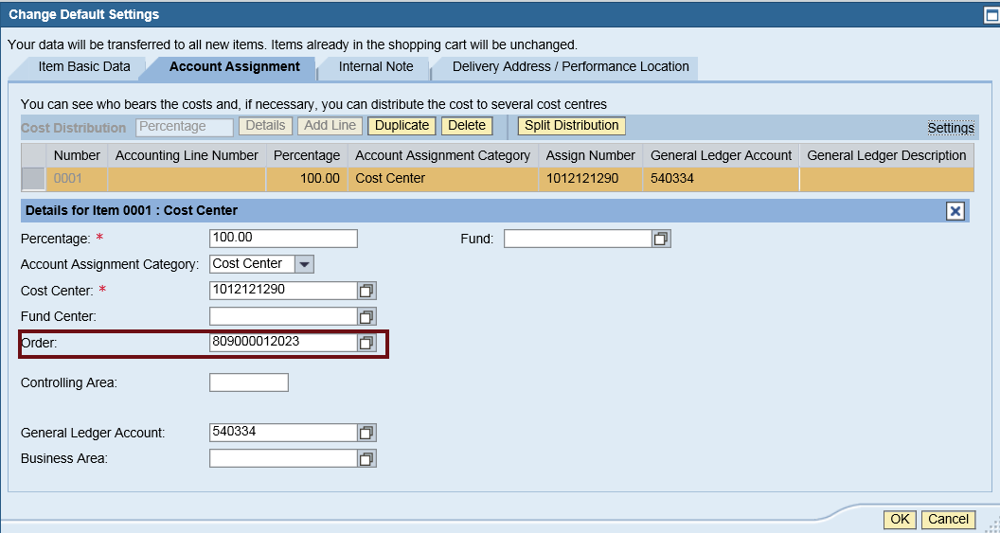 Change Default Settings
Your data will be transferred to all new items. Items already in the shopping cart will be unchanged.
Item Basic Data Account Assignment Internal Note Delivery Address / Performance Location
You can see who bears the costs and, if necessary, you can distribute the cost to several cost centres
Cost Distribution Percentage Details Add Line Duplicate Delete Split Distribution Settings
Number Accounting Line Number Percentage Account Assignment Category Assign Number General Ledger Account General Ledger Description
0001 100.00 Cost Center 1012121290 540334
Details for Item 0001 : Cost Center
Percentage: * 100.00 Fund:
Account Assignment Category: Cost Center
Cost Center: * 1012121290
Fund Center:
Order: 809000012023
Controlling Area:
General Ledger Account: 540334
Business Area:
OK Cancel